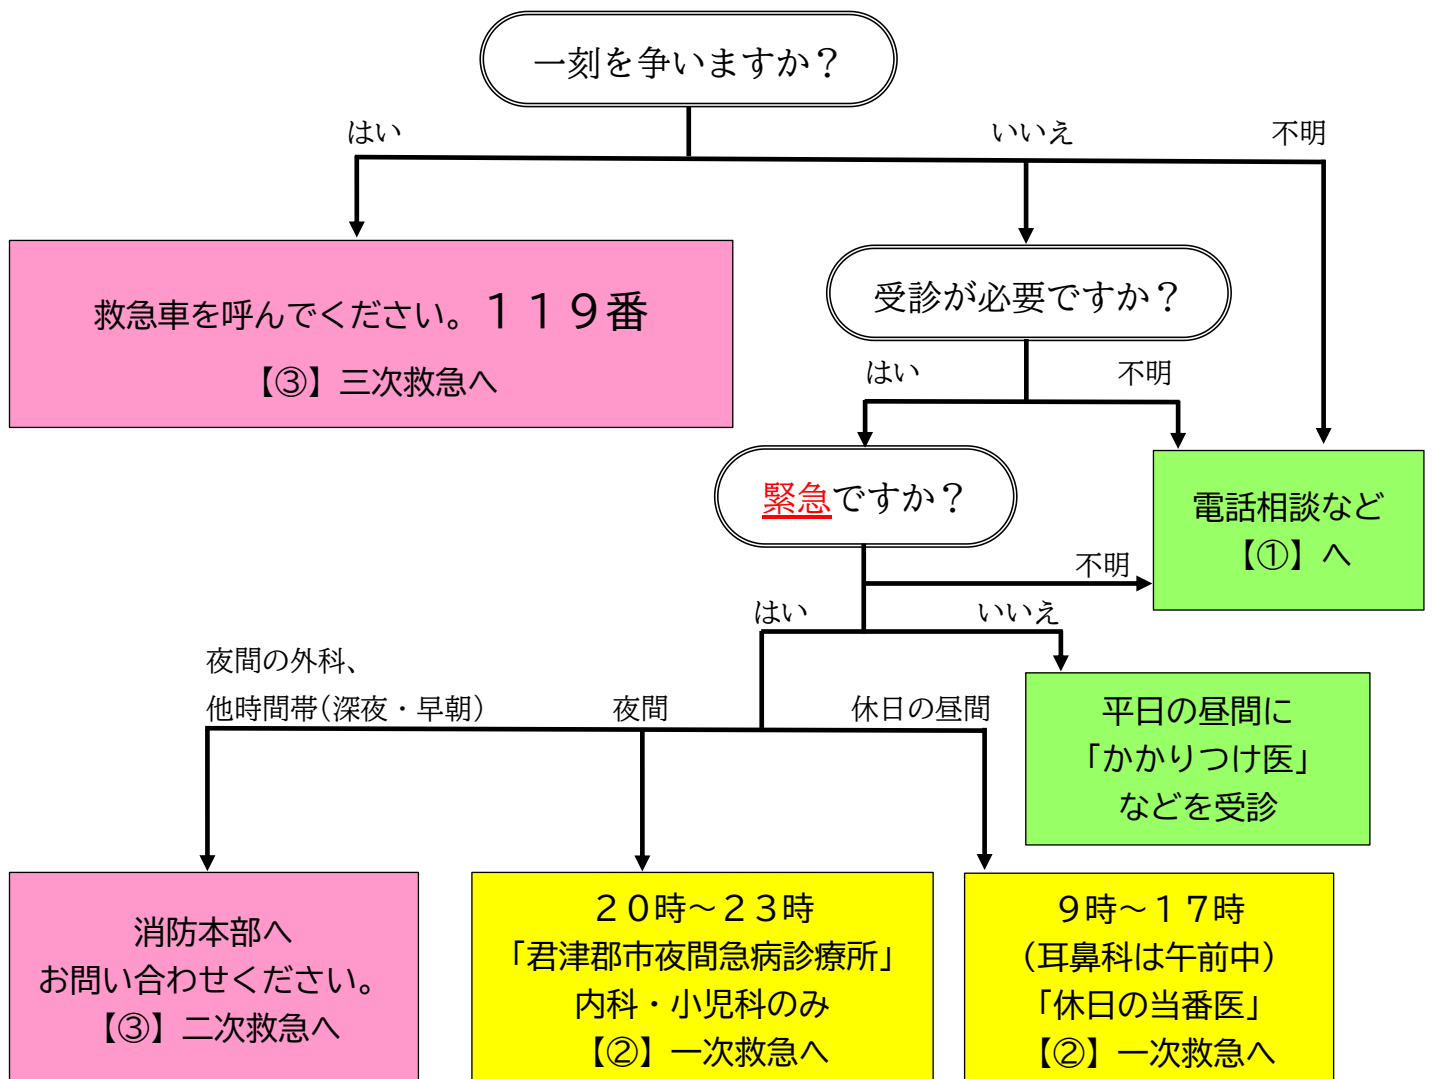 一刻を争いますか？
はい
いいえ
不明
救急車を呼んでください。１１９番
【③】三次救急へ
受診が必要ですか？
はい
不明
緊急ですか？
電話相談など
【①】へ
不明
はい
いいえ
夜間の外科、
他時間帯(深夜・早朝)
夜間
休日の昼間
平日の昼間に
「かかりつけ医」
などを受診
消防本部へ
お問い合わせください。
【③】二次救急へ
２０時～２３時
「君津郡市夜間急病診療所」
内科・小児科のみ
【②】一次救急へ
９時～１７時
（耳鼻科は午前中）
「休日の当番医」
【②】一次救急へ